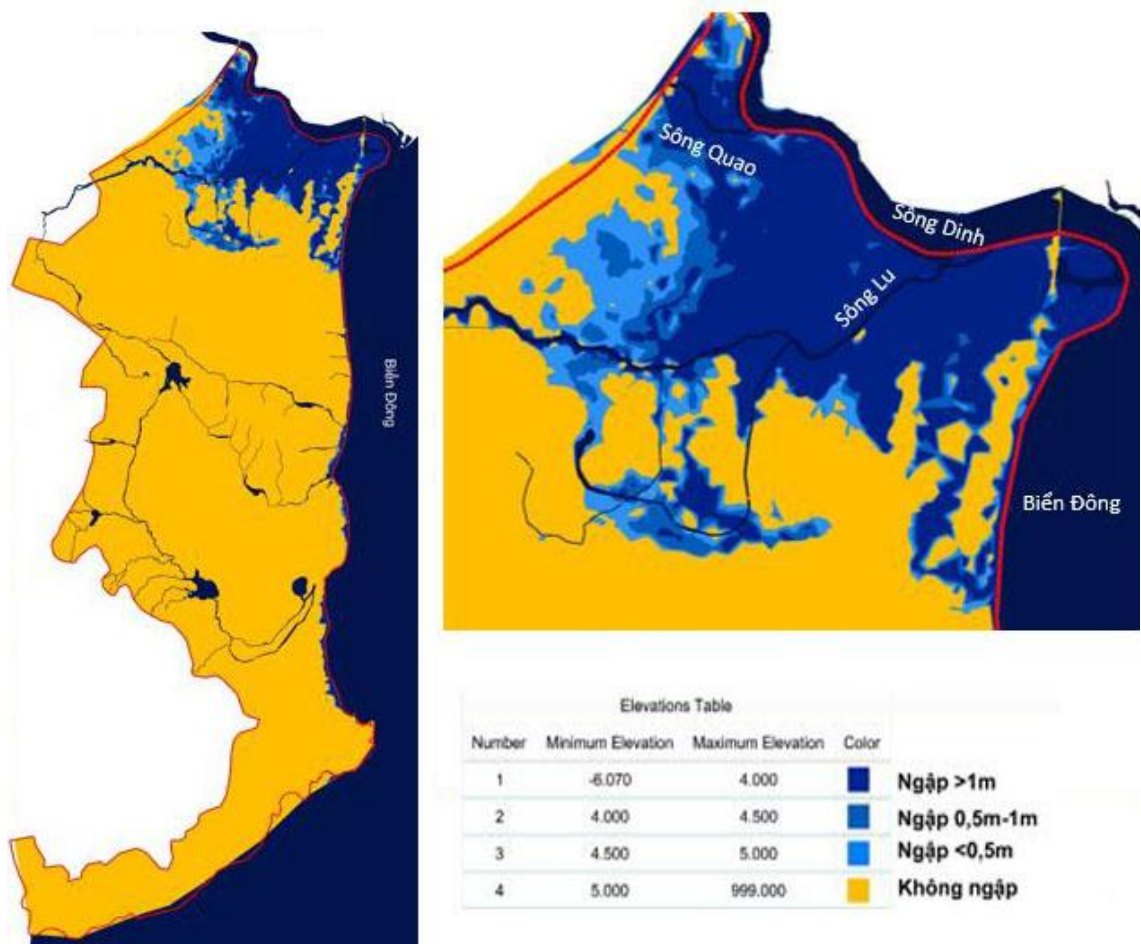 Biển Đông
Sông Quao
Sông Dinh
Sông Lu
Biển Đông
Elevations Table
Number Minimum Elevation Maximum Elevation Color
1 -6.070 4.000 Ngập >1m
2 4.000 4.500 Ngập 0,5m-1m
3 4.500 5.000 Ngập <0,5m
4 5.000 999.000 Không ngập